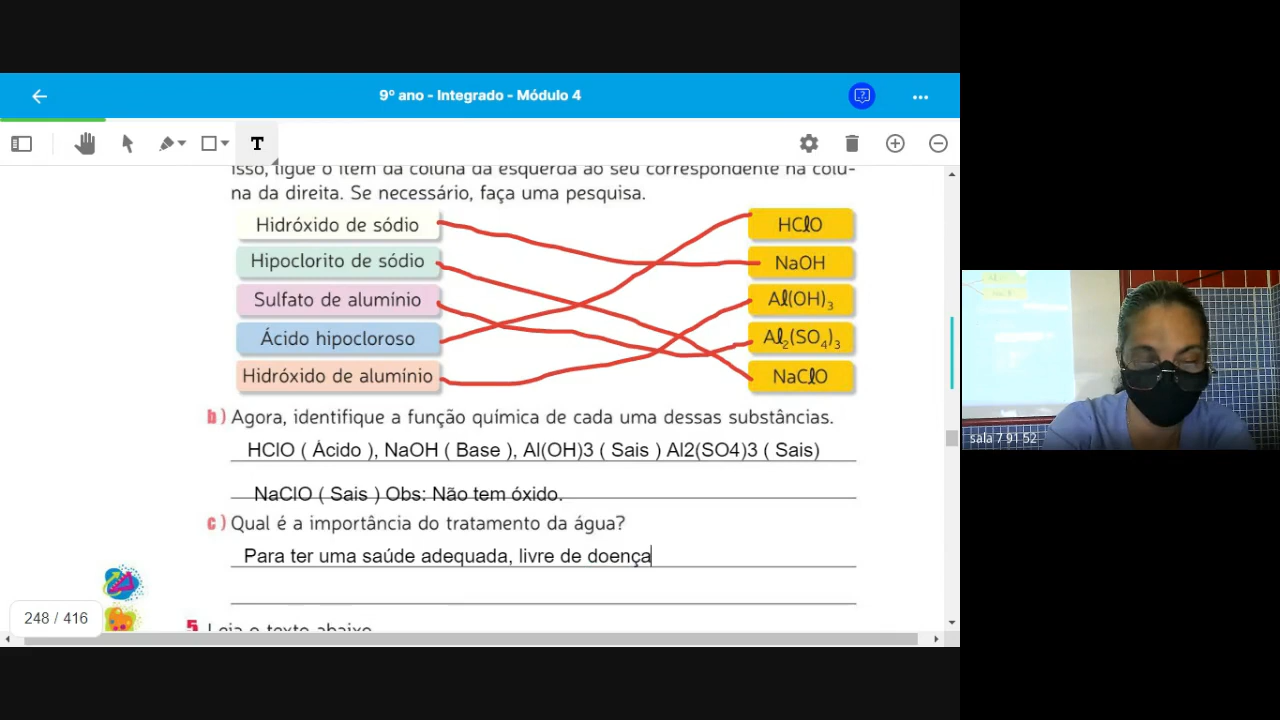 9º ano - Integrado - Módulo 4
T
isso, ligue o item da coluna da esquerda ao seu correspondente na colu-
na da direita. Se necessário, faça uma pesquisa.
Hidróxido de sódio HClO
Hipoclorito de sódio NaOH
Sulfato de alumínio Al(OH)₃
Ácido hipocloroso Al₂(SO₄)₃
Hidróxido de alumínio NaClO
b) Agora, identifique a função química de cada uma dessas substâncias.
HClO ( Ácido ), NaOH ( Base ), Al(OH)3 ( Sais ) Al2(SO4)3 ( Sais)
NaClO ( Sais ) Obs: Não tem óxido.
c) Qual é a importância do tratamento da água?
Para ter uma saúde adequada, livre de doença
248 / 416
5 Leia o texto abaixo
sala 7 91 52